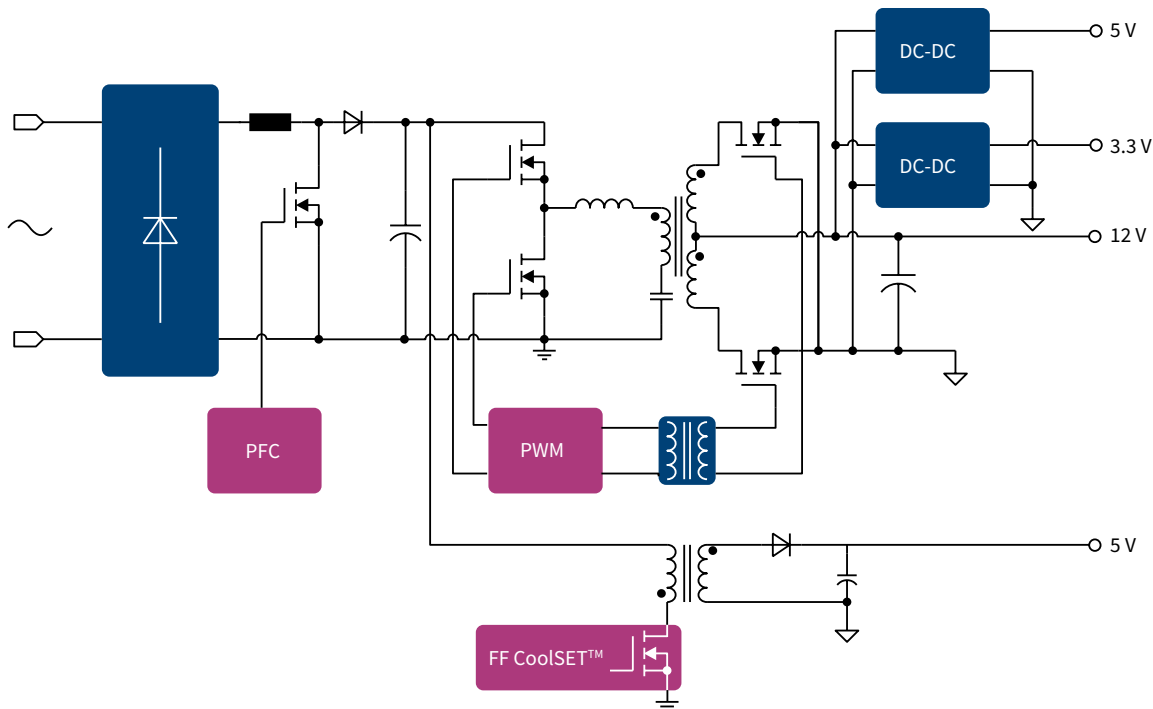 DC-DC
5 V
DC-DC
3.3 V
12 V
PFC
PWM
5 V
FF CoolSET™